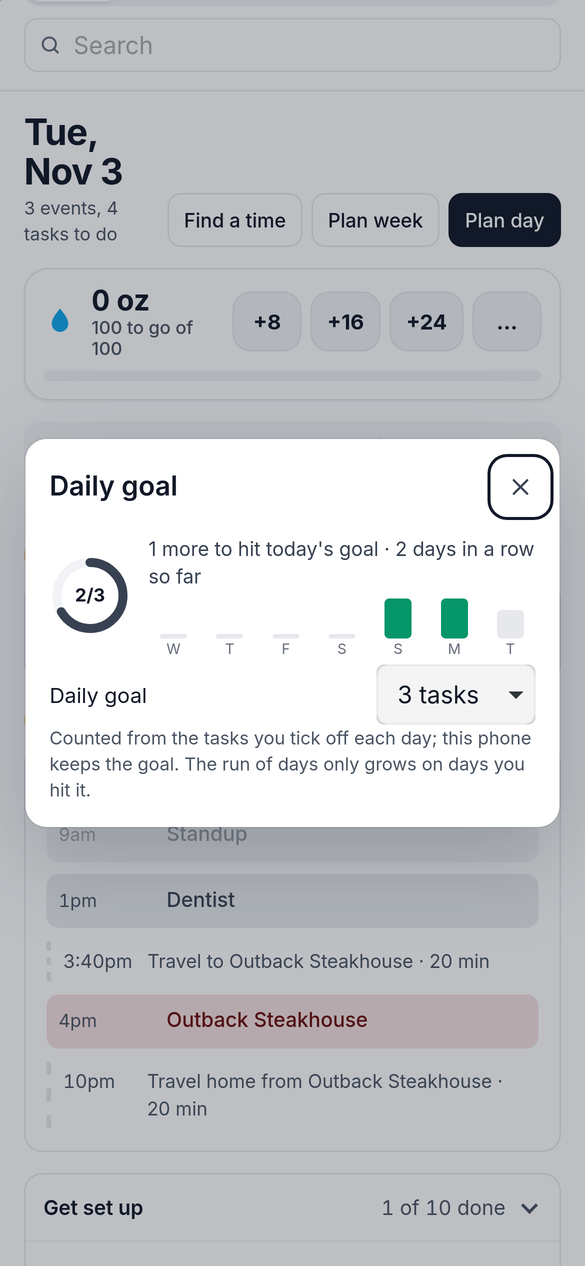 Search
Tue,
Nov 3
3 events, 4
tasks to do
Find a time
Plan week
Plan day
0 oz
100 to go of
100
+8
+16
+24
...
Daily goal
1 more to hit today's goal · 2 days in a row
so far
2/3
W T F S S M T
Daily goal
3 tasks
Counted from the tasks you tick off each day; this phone
keeps the goal. The run of days only grows on days you
hit it.
9am Standup
1pm Dentist
3:40pm Travel to Outback Steakhouse · 20 min
4pm Outback Steakhouse
10pm Travel home from Outback Steakhouse ·
20 min
Get set up
1 of 10 done